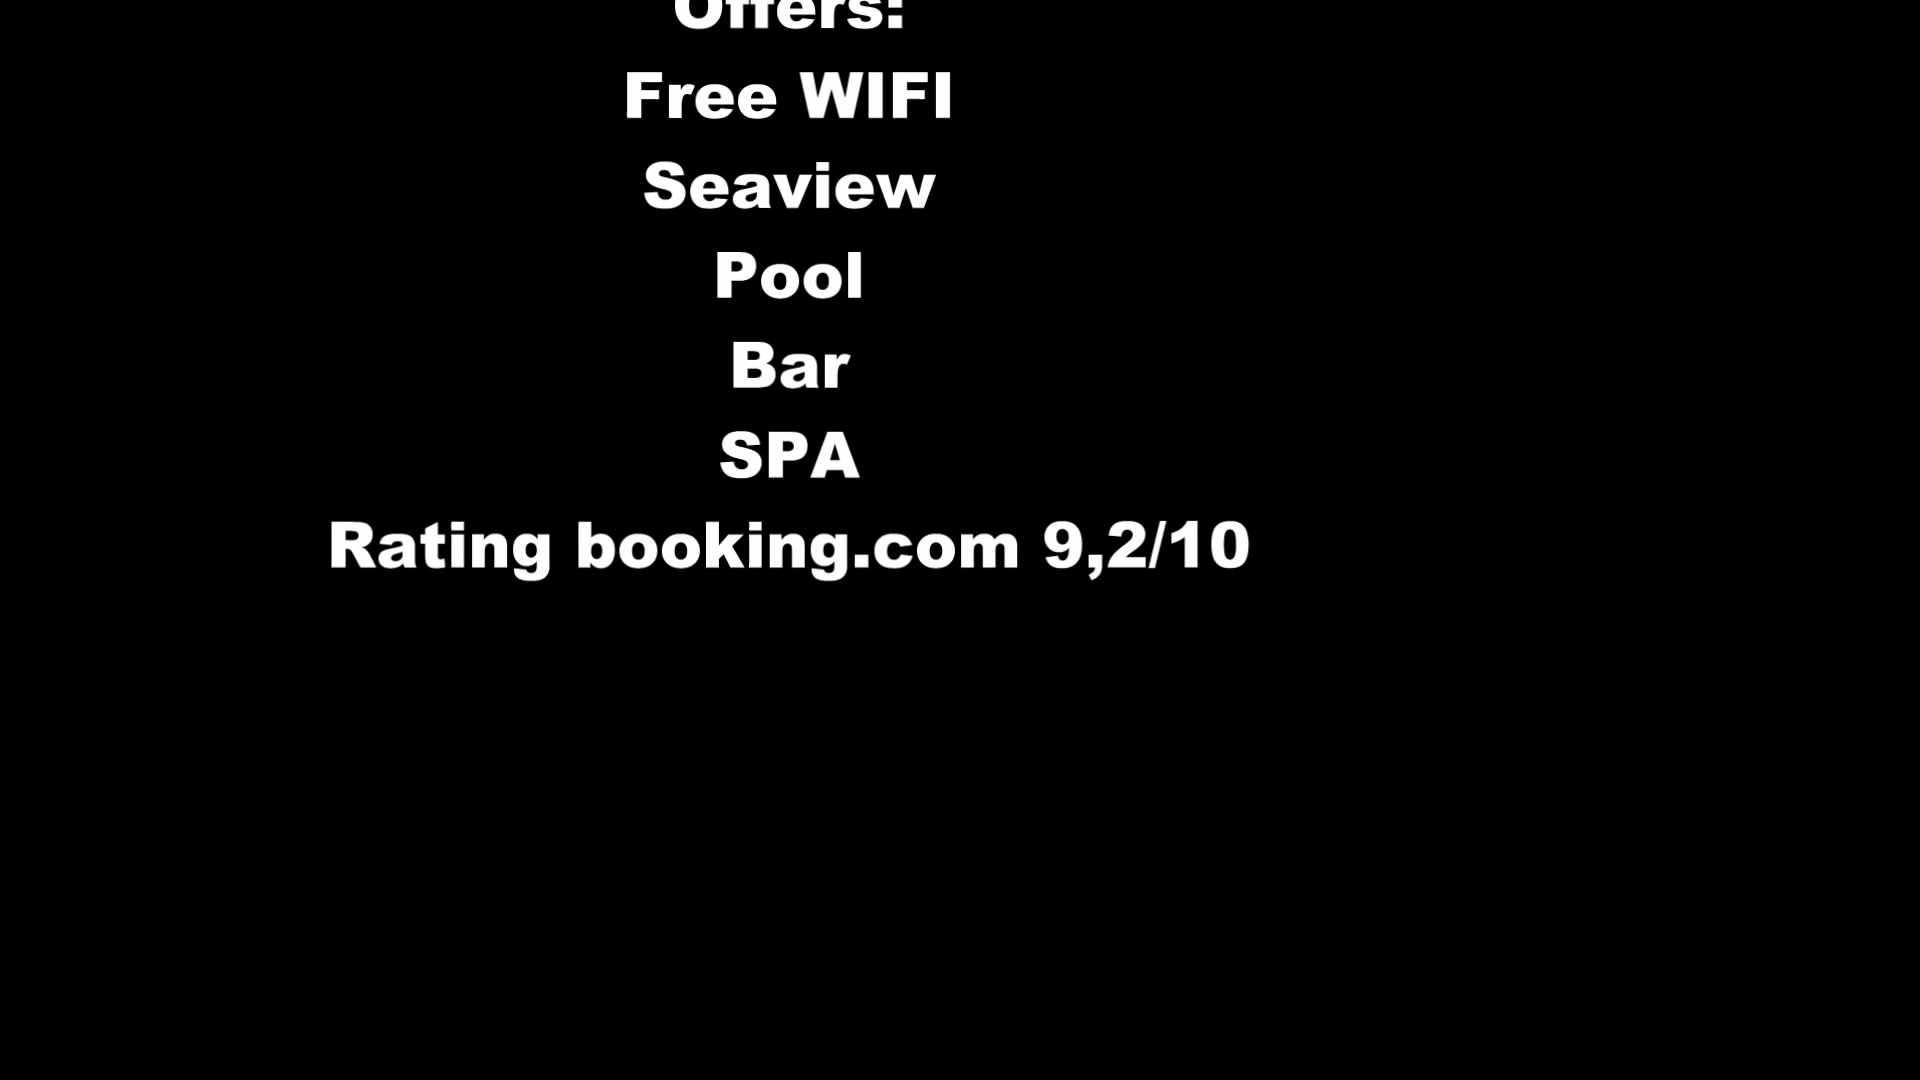 Offers:
Free WIFI
Seaview
Pool
Bar
SPA
Rating booking.com 9,2/10